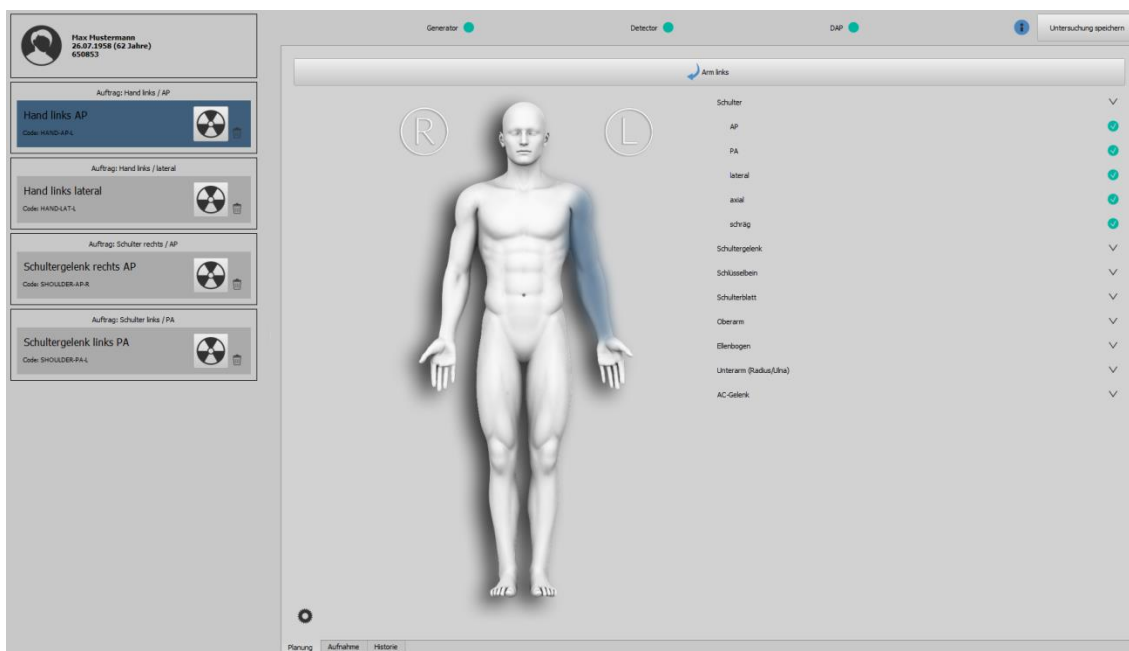 Max Mustermann
26.07.1958 (62 Jahre)
650853
Generator
Detector
DAP
i
Untersuchung speichern
Arm links
Auftrag: Hand links / AP
Hand links AP
Code: HAND-AP-L
Auftrag: Hand links / lateral
Hand links lateral
Code: HAND-LAT-L
Auftrag: Schulter rechts / AP
Schultergelenk rechts AP
Code: SHOULDER-AP-R
Auftrag: Schulter links / PA
Schultergelenk links PA
Code: SHOULDER-PA-L
R
L
Schulter
AP
PA
lateral
axial
schräg
Schultergelenk
Schlüsselbein
Schulterblatt
Oberarm
Ellenbogen
Unterarm (Radius/Ulna)
AC-Gelenk
Planung
Aufnahme
Historie